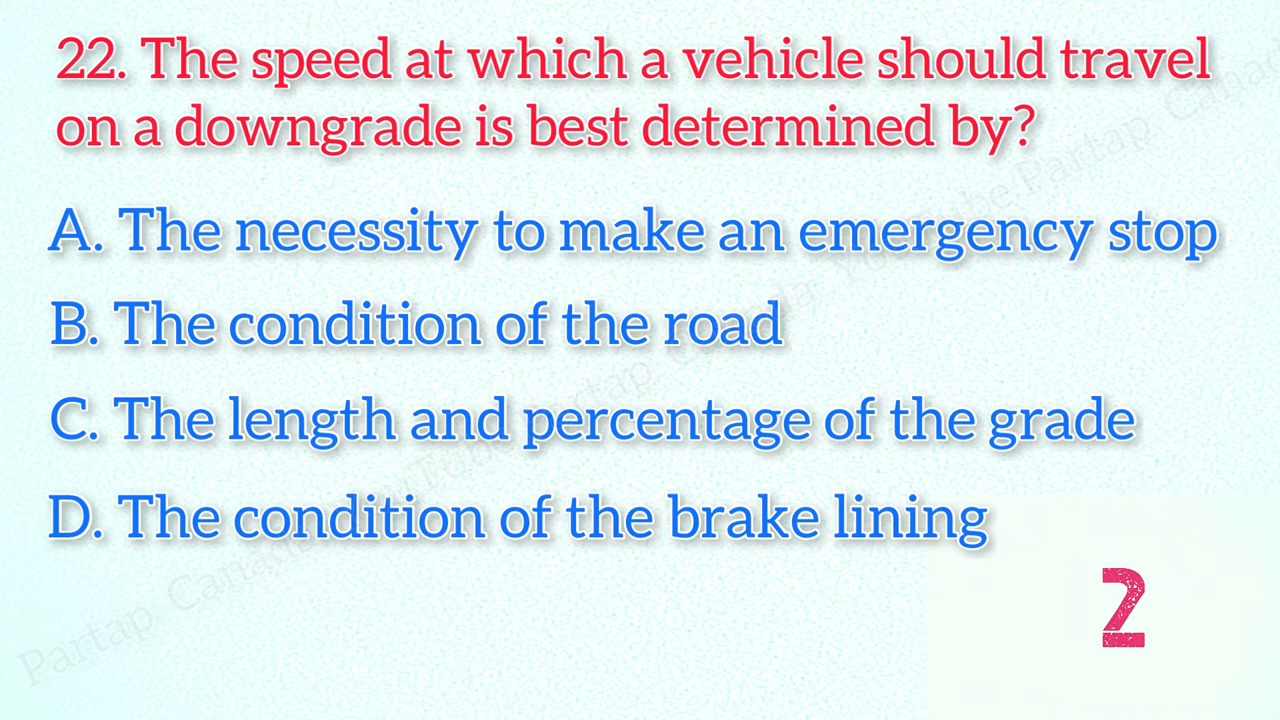 22. The speed at which a vehicle should travel
on a downgrade is best determined by?
A. The necessity to make an emergency stop
B. The condition of the road
C. The length and percentage of the grade
D. The condition of the brake lining
2
Partap Canada